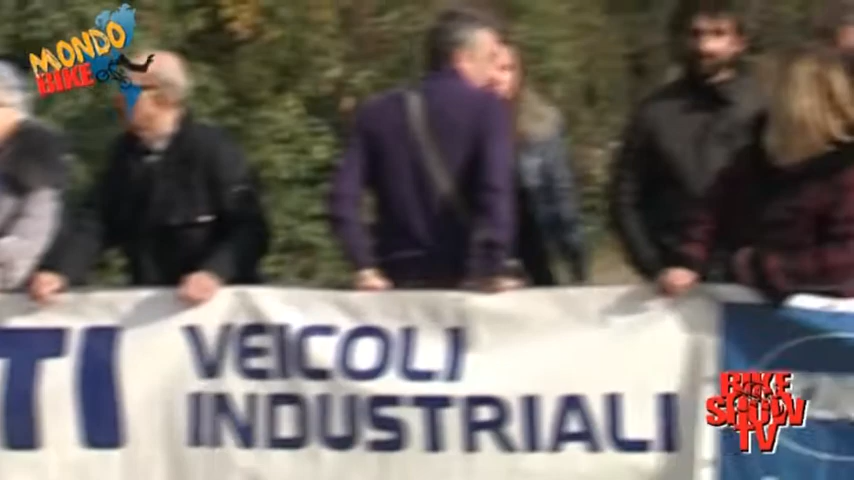 MONDO
BIKE
TI
VEICOLI
INDUSTRIALI
BIKE
SHOW
TV